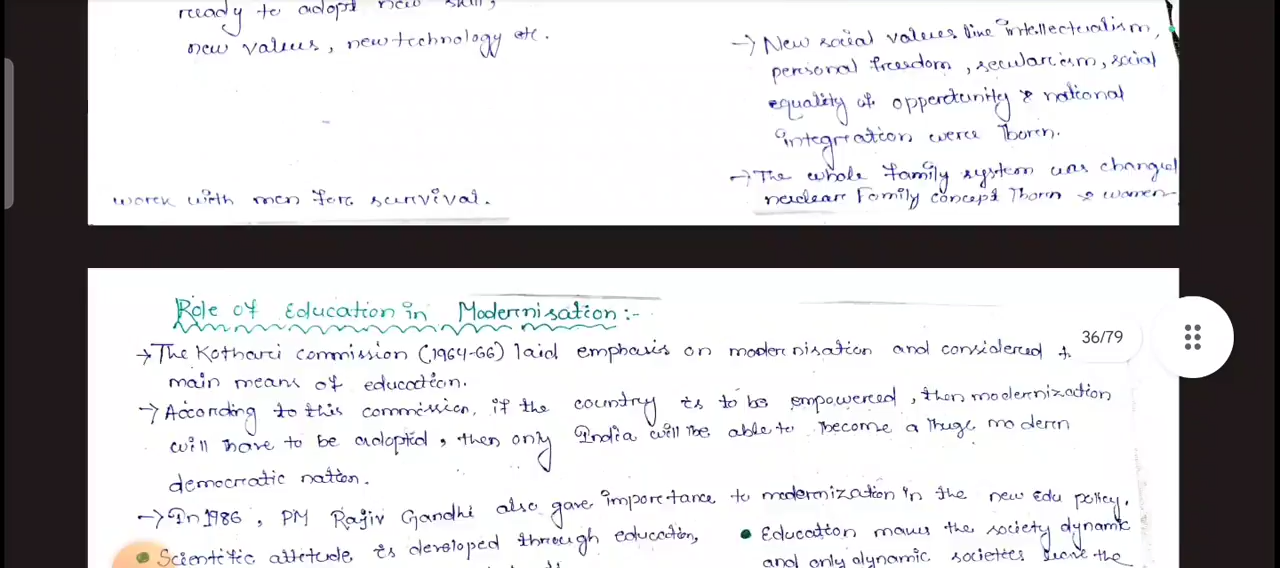 ready to adopt new skill,
new values, new technology etc.
work with men for survival.
→ New social values line intellectualism,
personal freedom, secularism, social
equality of oppertunity & national
integration were Born.
→ The whole family system was changed
neuclear Family concept Born & women
Role of Education in Modernisation:-
→ The Kothari commission (1964-66) laid emphasis on modernisation and considered
main means of education.
→ According to this commission, if the country is to be empowered, then modernization
will have to be adopted, then only India will be able to become a huge modern
democratic nation.
→ In 1986, PM Rajiv Gandhi also gave importance to modernization in the new Edu policy.
• Scientific attitude is developed through education,
• Education maues the society dynamic
and only dynamic societies the
36/79